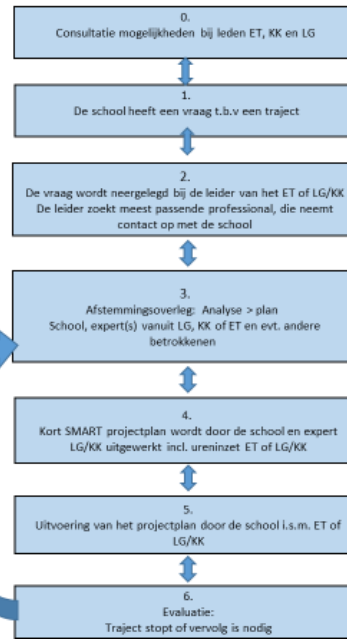 0.
Consultatie mogelijkheden bij leden ET, KK en LG
1.
De school heeft een vraag t.b.v een traject
2.
De vraag wordt neergelegd bij de leider van het ET of LG/KK
De leider zoekt meest passende professional, die neemt
contact op met de school
3.
Afstemmingsoverleg: Analyse > plan
School, expert(s) vanuit LG, KK of ET en evt. andere
betrokkenen
4.
Kort SMART projectplan wordt door de school en expert
LG/KK uitgewerkt incl. ureninzet ET of LG/KK
5.
Uitvoering van het projectplan door de school i.s.m. ET of
LG/KK
6.
Evaluatie:
Traject stopt of vervolg is nodig